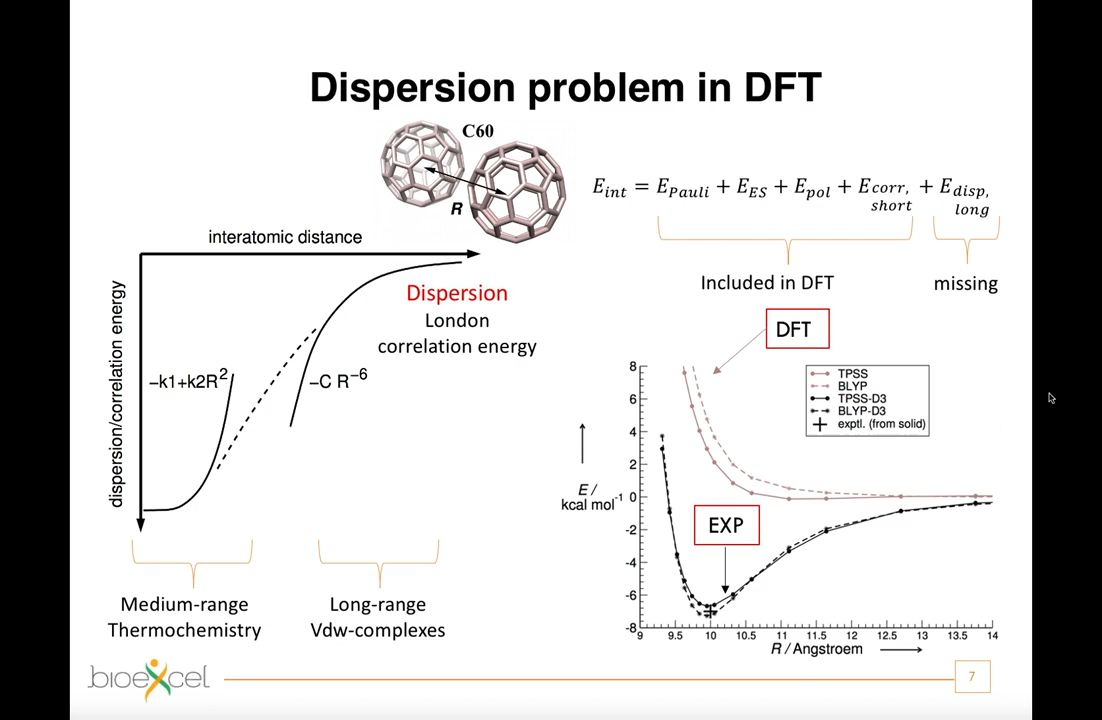 Dispersion problem in DFT
C60
R
E_int = E_Pauli + E_ES + E_pol + E_corr, short + E_disp, long
Included in DFT
missing
interatomic distance
dispersion/correlation energy
−k1+k2R²
−C R⁻⁶
Dispersion
London
correlation energy
Medium-range
Thermochemistry
Long-range
Vdw-complexes
DFT
EXP
TPSS
BLYP
TPSS-D3
BLYP-D3
exptl. (from solid)
E /
kcal mol⁻¹
8
6
4
2
0
-2
-4
-6
-8
9 9.5 10 10.5 11 11.5 12 12.5 13 13.5 14
R / Angstroem
bioexcel
7